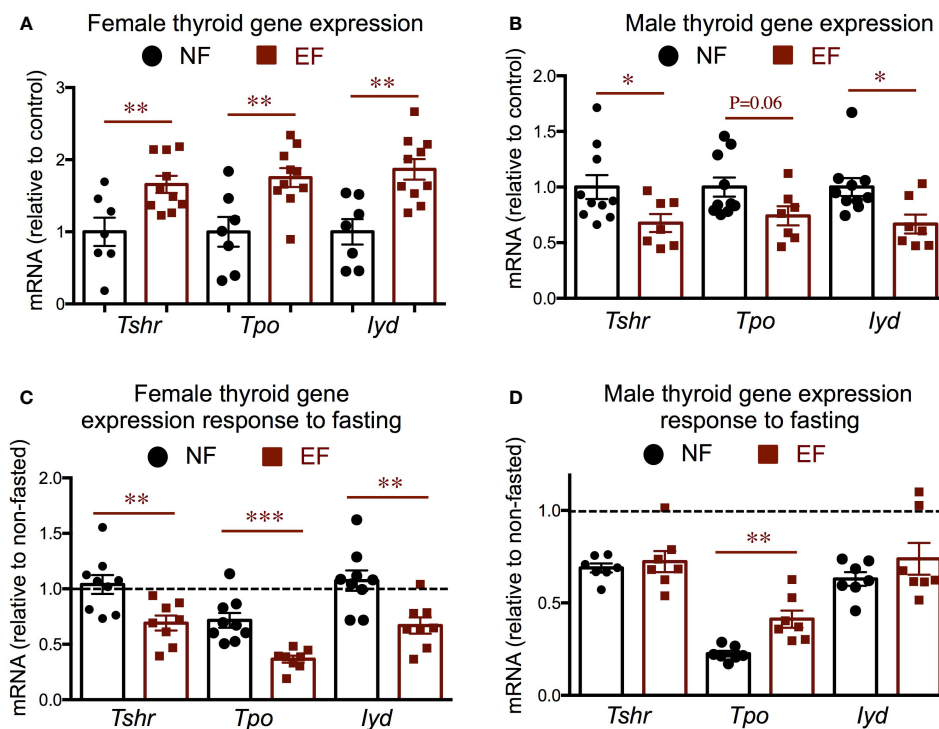 A
Female thyroid gene expression
NF EF
mRNA (relative to control)
3
2
1
0
** ** **
Tshr Tpo Iyd
B
Male thyroid gene expression
NF EF
mRNA (relative to control)
2.0
1.5
1.0
0.5
0.0
* P=0.06 *
Tshr Tpo Iyd
C
Female thyroid gene
expression response to fasting
NF EF
mRNA (relative to non-fasted)
2.0
1.5
1.0
0.5
0.0
** *** **
Tshr Tpo Iyd
D
Male thyroid gene expression
response to fasting
NF EF
mRNA (relative to non-fasted)
1.0
0.5
0.0
**
Tshr Tpo Iyd